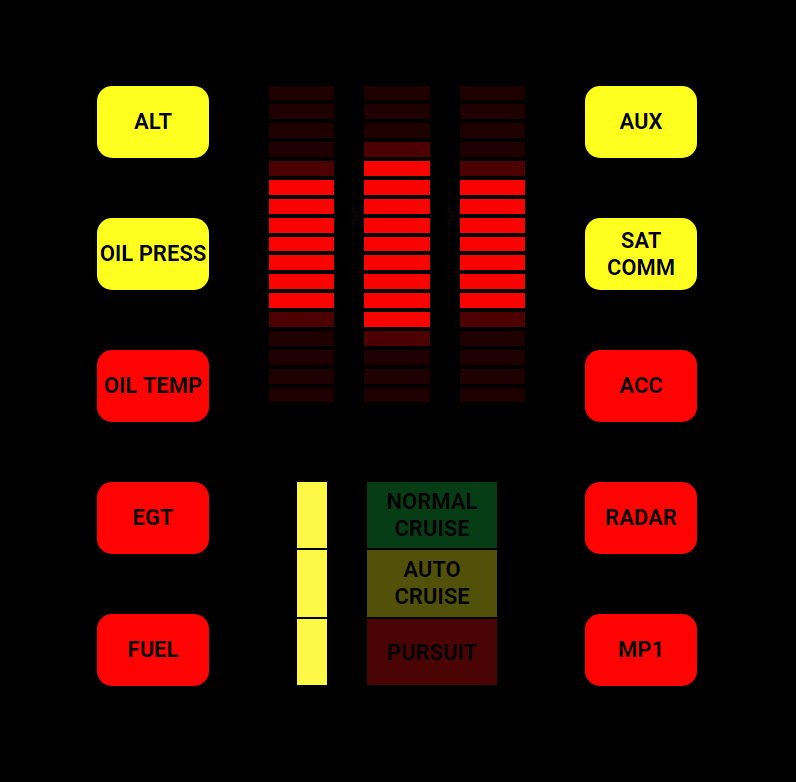 ALT
AUX
OIL PRESS
SAT
COMM
OIL TEMP
ACC
EGT
NORMAL
CRUISE
RADAR
AUTO
CRUISE
FUEL
PURSUIT
MP1